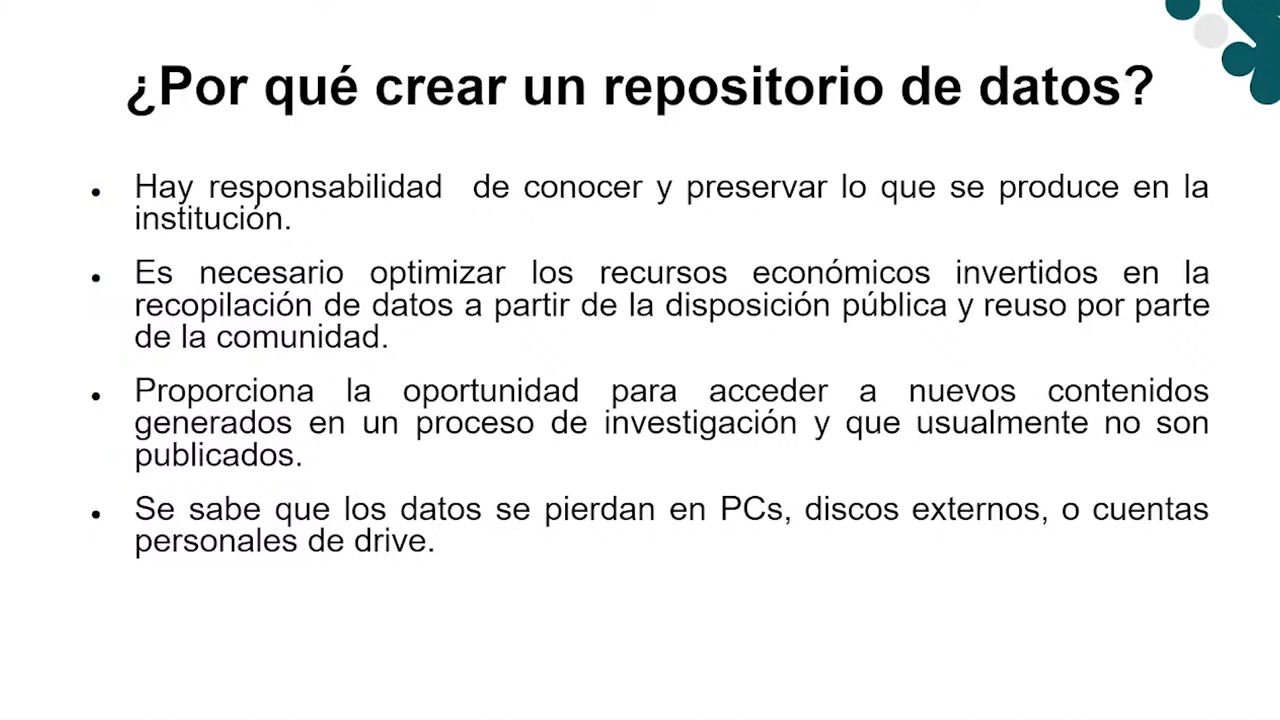 ¿Por qué crear un repositorio de datos?
• Hay responsabilidad de conocer y preservar lo que se produce en la
institución.
• Es necesario optimizar los recursos económicos invertidos en la
recopilación de datos a partir de la disposición pública y reuso por parte
de la comunidad.
• Proporciona la oportunidad para acceder a nuevos contenidos
generados en un proceso de investigación y que usualmente no son
publicados.
• Se sabe que los datos se pierdan en PCs, discos externos, o cuentas
personales de drive.